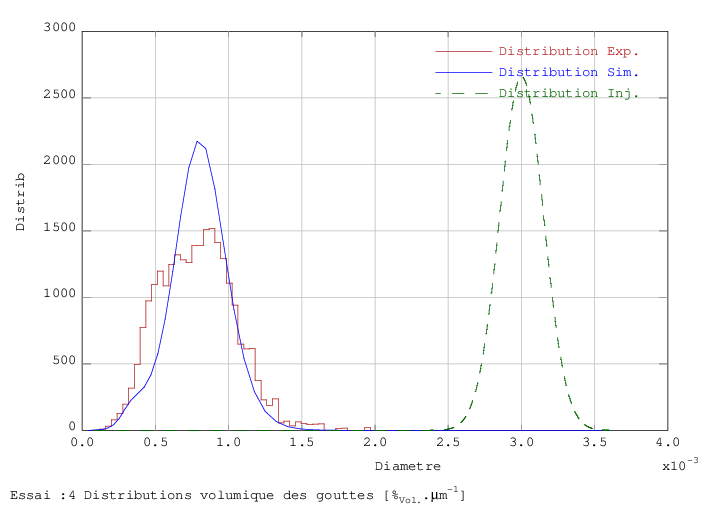 3000
Distribution Exp.
Distribution Sim.
Distribution Inj.
2500
2000
Distrib
1500
1000
500
0
0.0 0.5 1.0 1.5 2.0 2.5 3.0 3.5 4.0
Diametre x10⁻³
Essai :4 Distributions volumique des gouttes [%Vol..µm⁻¹]